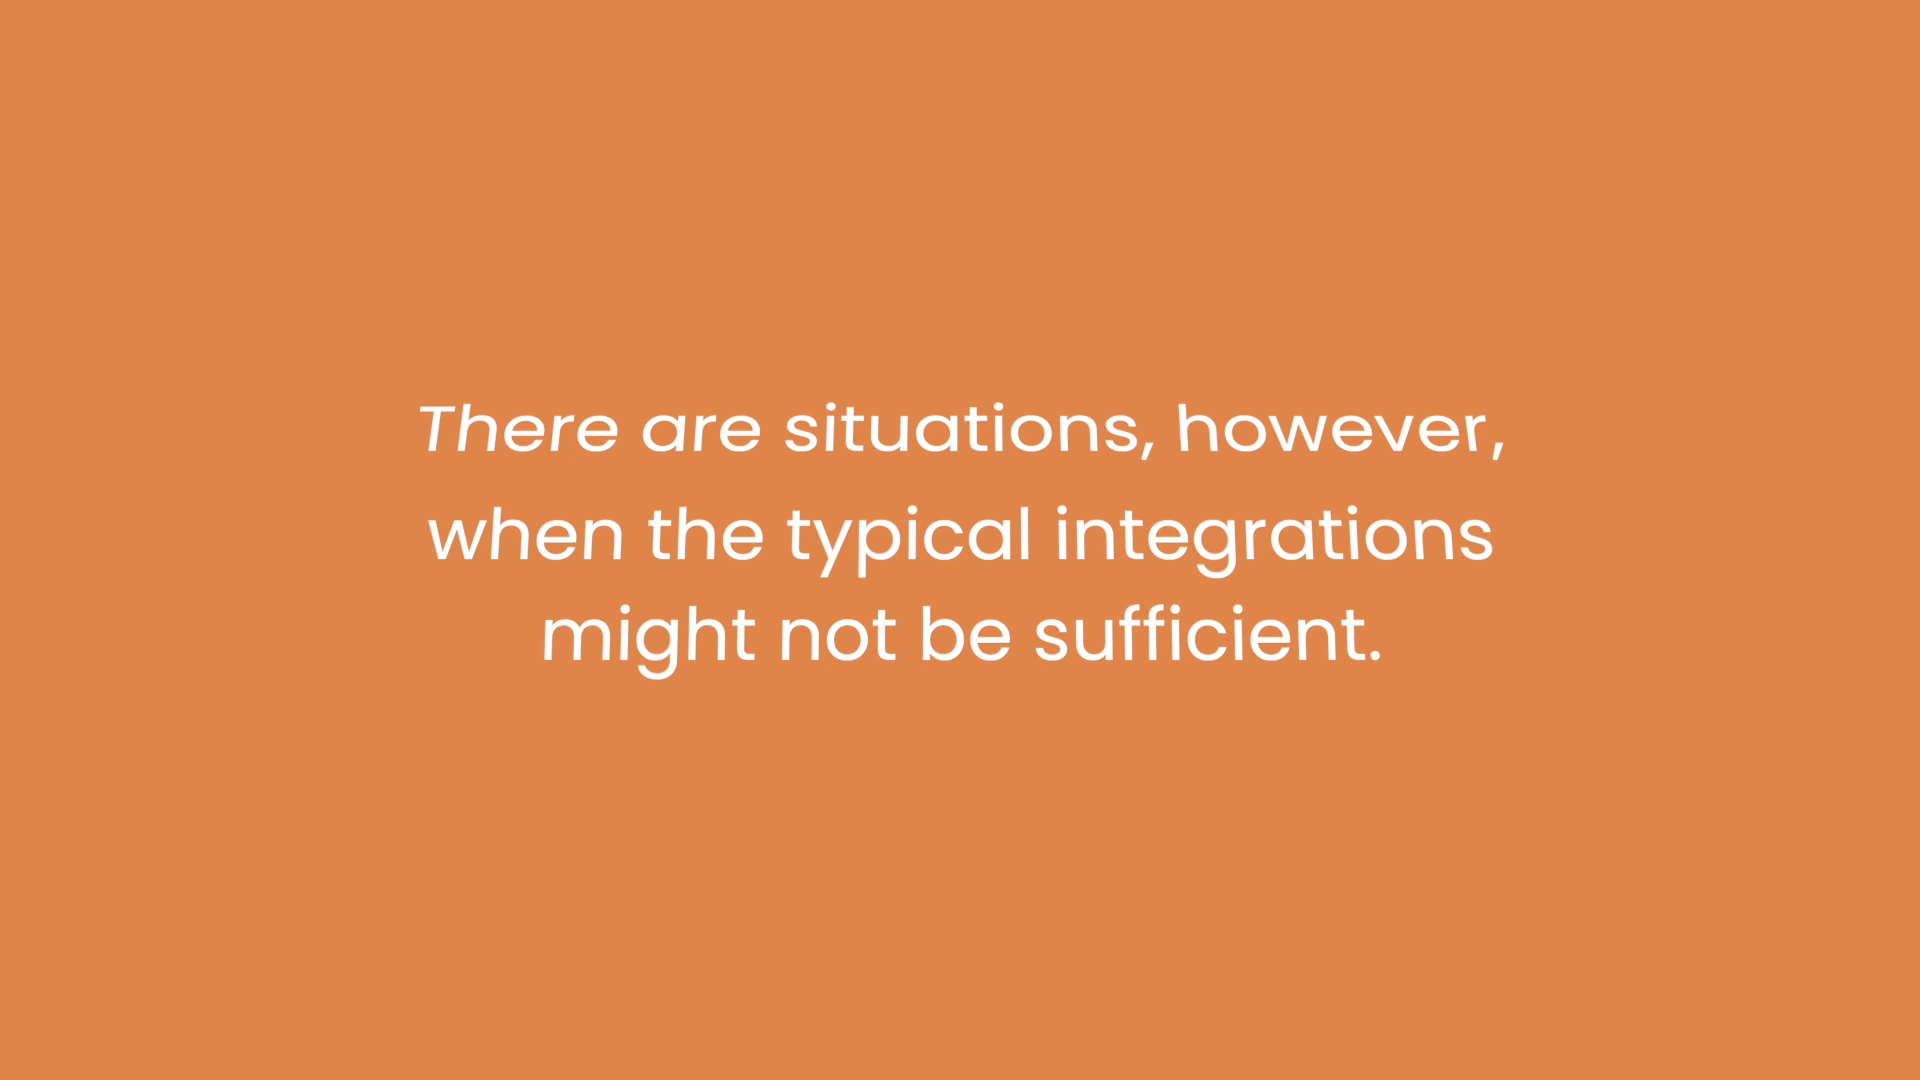 There are situations, however,
when the typical integrations
might not be sufficient.